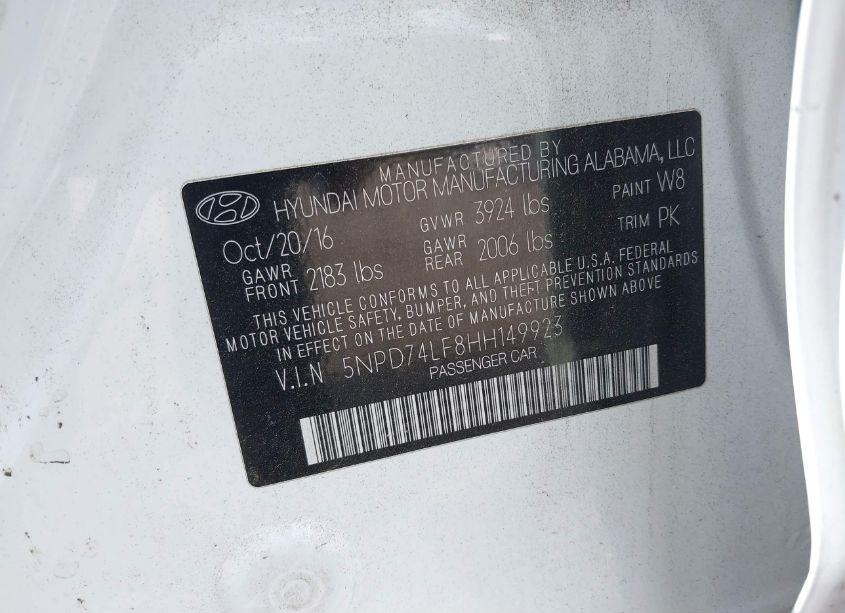 MANUFACTURED BY
HYUNDAI MOTOR MANUFACTURING ALABAMA, LLC
Oct/20/16 GVWR 3924 lbs PAINT W8
GAWR FRONT 2183 lbs GAWR REAR 2006 lbs TRIM PK
THIS VEHICLE CONFORMS TO ALL APPLICABLE U.S.A. FEDERAL
MOTOR VEHICLE SAFETY, BUMPER, AND THEFT PREVENTION STANDARDS
IN EFFECT ON THE DATE OF MANUFACTURE SHOWN ABOVE
V.I.N 5NPD74LF8HH149923
PASSENGER CAR